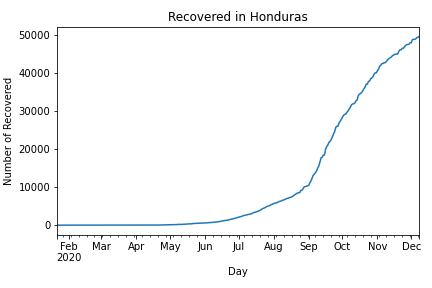 Recovered in Honduras
50000
40000
30000
20000
10000
0
Number of Recovered
Feb Mar Apr May Jun Jul Aug Sep Oct Nov Dec
2020
Day